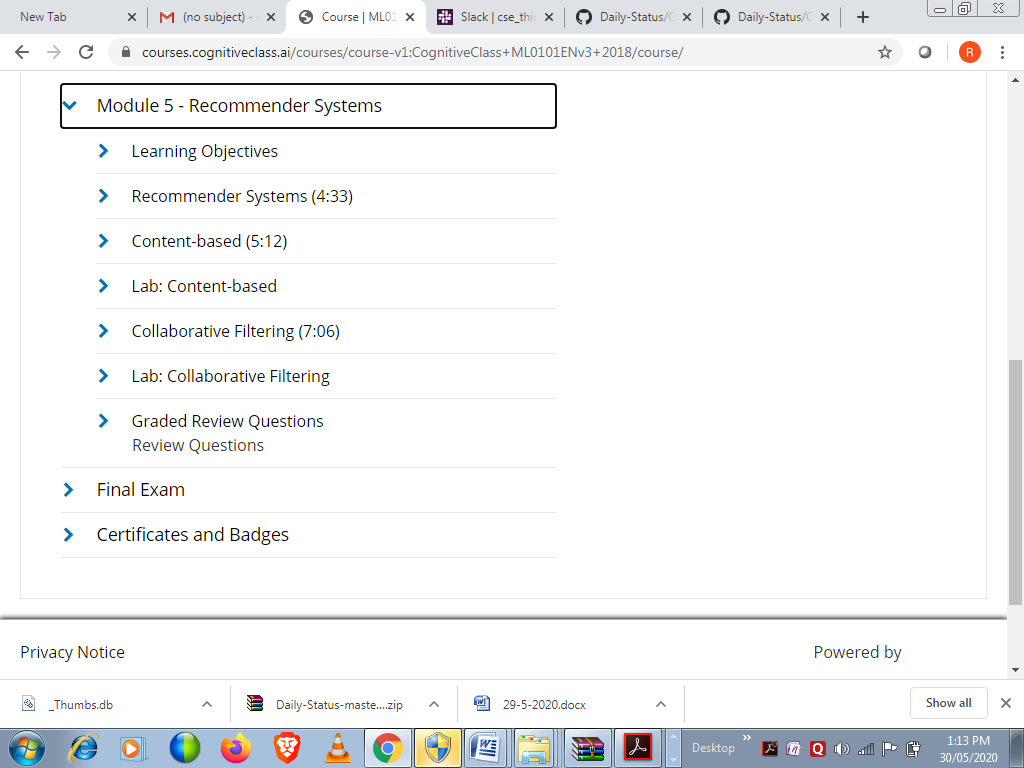 New Tab
(no subject) -
Course | ML01
Slack | cse_thi
Daily-Status/C
Daily-Status/C
courses.cognitiveclass.ai/courses/course-v1:CognitiveClass+ML0101ENv3+2018/course/
R
Module 5 - Recommender Systems
Learning Objectives
Recommender Systems (4:33)
Content-based (5:12)
Lab: Content-based
Collaborative Filtering (7:06)
Lab: Collaborative Filtering
Graded Review Questions
Review Questions
Final Exam
Certificates and Badges
Privacy Notice
Powered by
_Thumbs.db
Daily-Status-maste....zip
29-5-2020.docx
Show all
Desktop
1:13 PM
30/05/2020